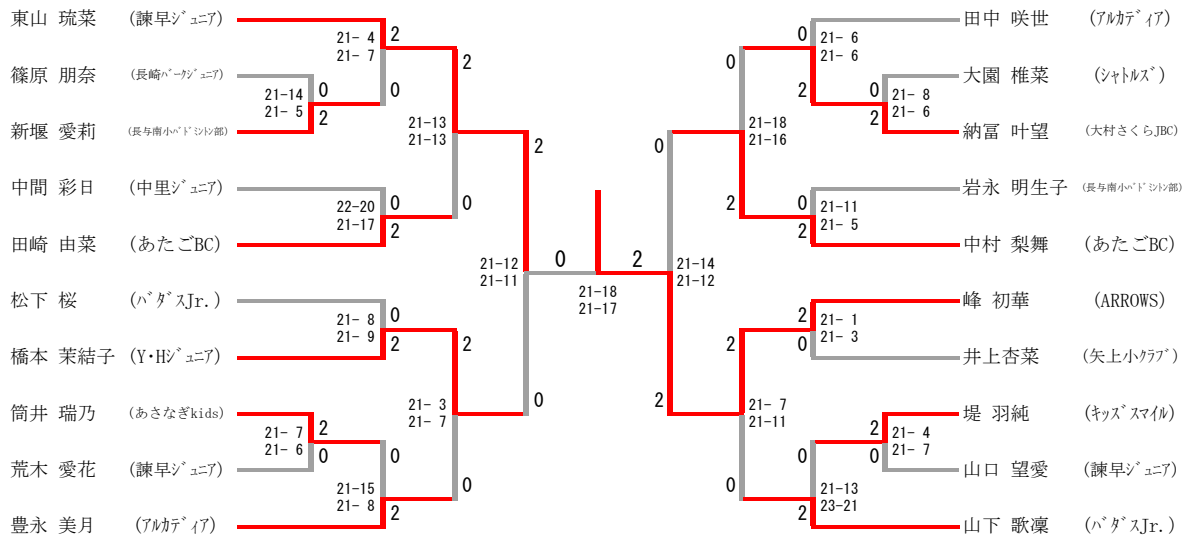 東山 琉菜 (諫早ジュニア)
篠原 朋奈 (長崎パークジュニア)
新堰 愛莉 (長与南小バドミントン部)
中間 彩日 (中里ジュニア)
田崎 由菜 (あたごBC)
松下 桜 (バダスJr.)
橋本 茉結子 (Y・Hジュニア)
筒井 瑞乃 (あさなぎkids)
荒木 愛花 (諫早ジュニア)
豊永 美月 (アルカディア)
21- 4 2
21- 7
0
21-14 0
21- 5 2
2
21-13
21-13
0
22-20 0
21-17 2
2
21-12
21-11
0
21- 8 0
21- 9 2
2
21- 3
21- 7
0
21- 7 2
21- 6 0
0
21-15
21- 8 2
0 2
21-18
21-17
0
21-14
21-12
2
0
21-18
21-16
2
0 21- 6
21- 6
2
0 21- 8
2 21- 6
0 21-11
2 21- 5
2
21- 7
21-11
0
2 21- 1
0 21- 3
2 21- 4
0 21- 7
21-13
23-21
2
田中 咲世 (アルカディア)
大園 椎菜 (シャトルズ)
納冨 叶望 (大村さくらJBC)
岩永 明生子 (長与南小バドミントン部)
中村 梨舞 (あたごBC)
峰 初華 (ARROWS)
井上杏菜 (矢上小クラブ)
堤 羽純 (キッズスマイル)
山口 望愛 (諫早ジュニア)
山下 歌凜 (バダスJr.)